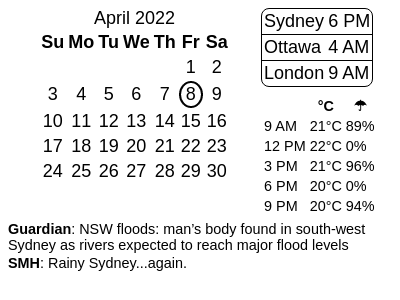 April 2022
Su Mo Tu We Th Fr Sa
1 2
3 4 5 6 7 8 9
10 11 12 13 14 15 16
17 18 19 20 21 22 23
24 25 26 27 28 29 30
Sydney 6 PM
Ottawa 4 AM
London 9 AM
°C ☂
9 AM 21°C 89%
12 PM 22°C 0%
3 PM 21°C 96%
6 PM 20°C 0%
9 PM 20°C 94%
Guardian: NSW floods: man’s body found in south-west
Sydney as rivers expected to reach major flood levels
SMH: Rainy Sydney...again.